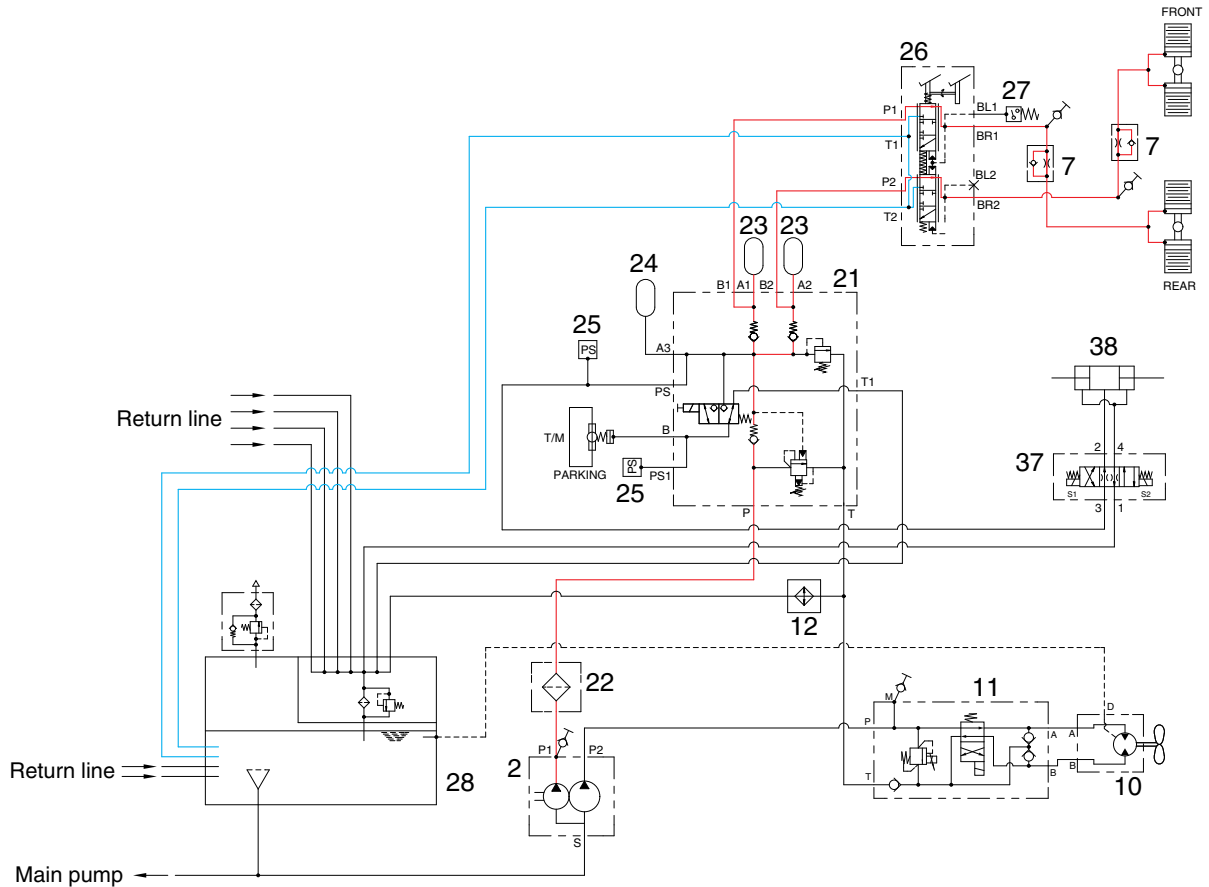 FRONT
26
27
P1
BL1
T1
BR1
7
7
P2
BL2
T2
BR2
23
23
24
21
B1 A1 B2 A2
REAR
25
PS
A3
38
PS
T1
Return line
T/M
B
2 4
37
PS
PS1
PARKING
25
S1
S2
3 1
P
T
12
22
M
11
D
P
P1
P2
A
A
2
T
B
B
10
Return line
28
S
Main pump